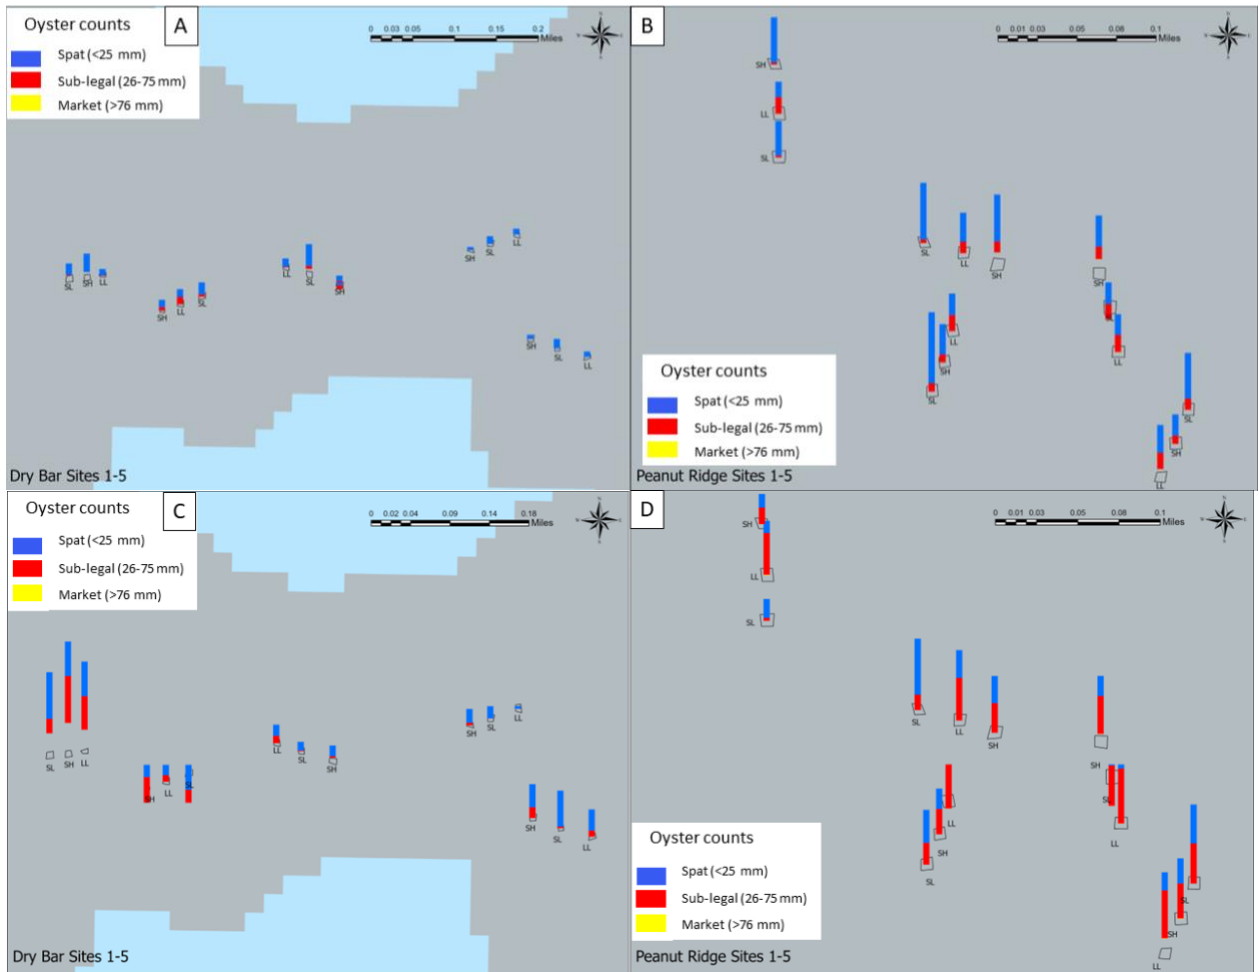 Oyster counts
Spat (<25 mm)
Sub-legal (26-75 mm)
Market (>76 mm)
A
0 0.03 0.05 0.1 0.15 0.2
Miles
SL SH LL
SH LL SL
LL SL SH
SH SL LL
SH SL LL
Dry Bar Sites 1-5
B
0 0.01 0.03 0.05 0.08 0.1
Miles
SH
LL
SL
SL LL SH SH
SL
LL
LL
SH
SL
SL
SH
LL
Oyster counts
Spat (<25 mm)
Sub-legal (26-75 mm)
Market (>76 mm)
Peanut Ridge Sites 1-5
Oyster counts
Spat (<25 mm)
Sub-legal (26-75 mm)
Market (>76 mm)
C
0 0.02 0.04 0.09 0.14 0.18
Miles
SL SH LL
SH LL SL
LL SL SH
SH SL LL
SH SL LL
Dry Bar Sites 1-5
D
0 0.01 0.03 0.05 0.08 0.1
Miles
SH
LL
SL
SL LL SH
SH
SL
LL
LL
SH
SL
SL
SH
LL
Oyster counts
Spat (<25 mm)
Sub-legal (26-75 mm)
Market (>76 mm)
Peanut Ridge Sites 1-5